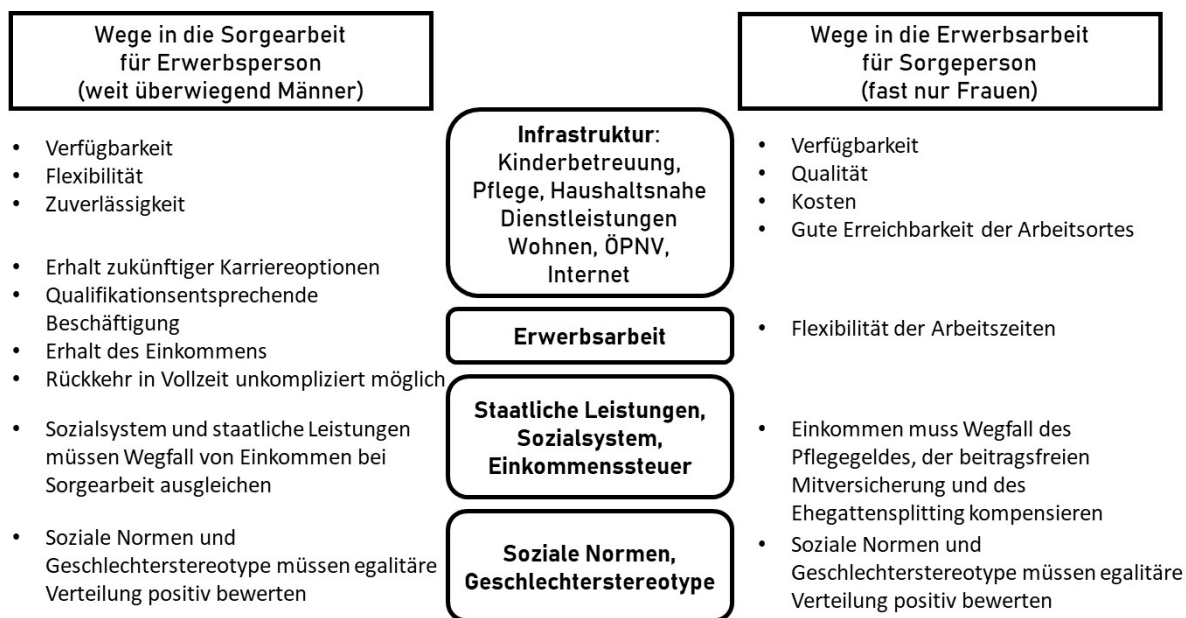 Wege in die Sorgearbeit
für Erwerbsperson
(weit überwiegend Männer)
• Verfügbarkeit
• Flexibilität
• Zuverlässigkeit
• Erhalt zukünftiger Karriereoptionen
• Qualifikationsentsprechende
Beschäftigung
• Erhalt des Einkommens
• Rückkehr in Vollzeit unkompliziert möglich
• Sozialsystem und staatliche Leistungen
müssen Wegfall von Einkommen bei
Sorgearbeit ausgleichen
• Soziale Normen und
Geschlechterstereotype müssen egalitäre
Verteilung positiv bewerten
Infrastruktur:
Kinderbetreuung,
Pflege, Haushaltsnahe
Dienstleistungen
Wohnen, ÖPNV,
Internet
Erwerbsarbeit
Staatliche Leistungen,
Sozialsystem,
Einkommenssteuer
Soziale Normen,
Geschlechterstereotype
Wege in die Erwerbsarbeit
für Sorgeperson
(fast nur Frauen)
• Verfügbarkeit
• Qualität
• Kosten
• Gute Erreichbarkeit der Arbeitsortes
• Flexibilität der Arbeitszeiten
• Einkommen muss Wegfall des
Pflegegeldes, der beitragsfreien
Mitversicherung und des
Ehegattensplitting kompensieren
• Soziale Normen und
Geschlechterstereotype müssen egalitäre
Verteilung positiv bewerten